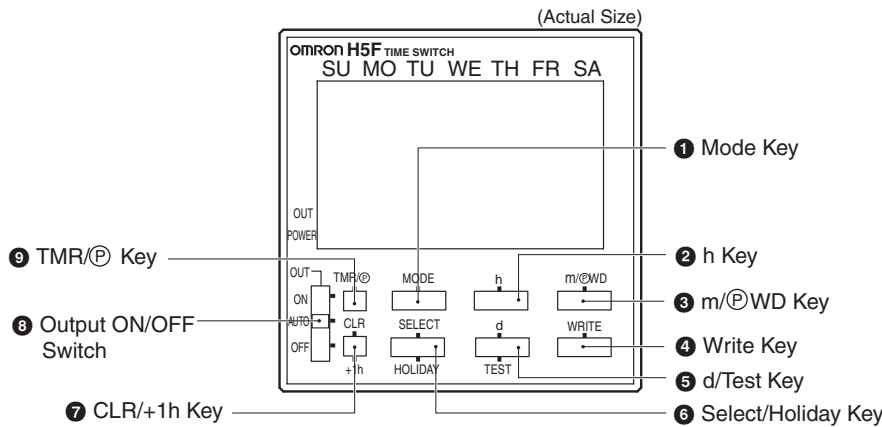 (Actual Size)
OMRON H5F TIME SWITCH
SU MO TU WE TH FR SA
❶ Mode Key
OUT
POWER
❾ TMR/Ⓟ Key
❷ h Key
OUT
TMR/Ⓟ MODE h m/ⓅWD
ON
❸ m/ⓅWD Key
❽ Output ON/OFF
Switch
AUTO
CLR SELECT d WRITE
❹ Write Key
OFF
+1h HOLIDAY TEST
❺ d/Test Key
❼ CLR/+1h Key
❻ Select/Holiday Key